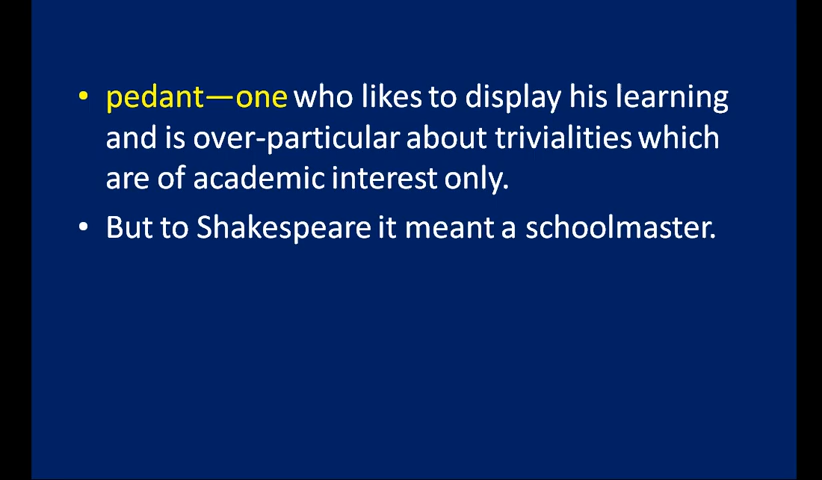 • pedant—one who likes to display his learning
and is over-particular about trivialities which
are of academic interest only.
• But to Shakespeare it meant a schoolmaster.